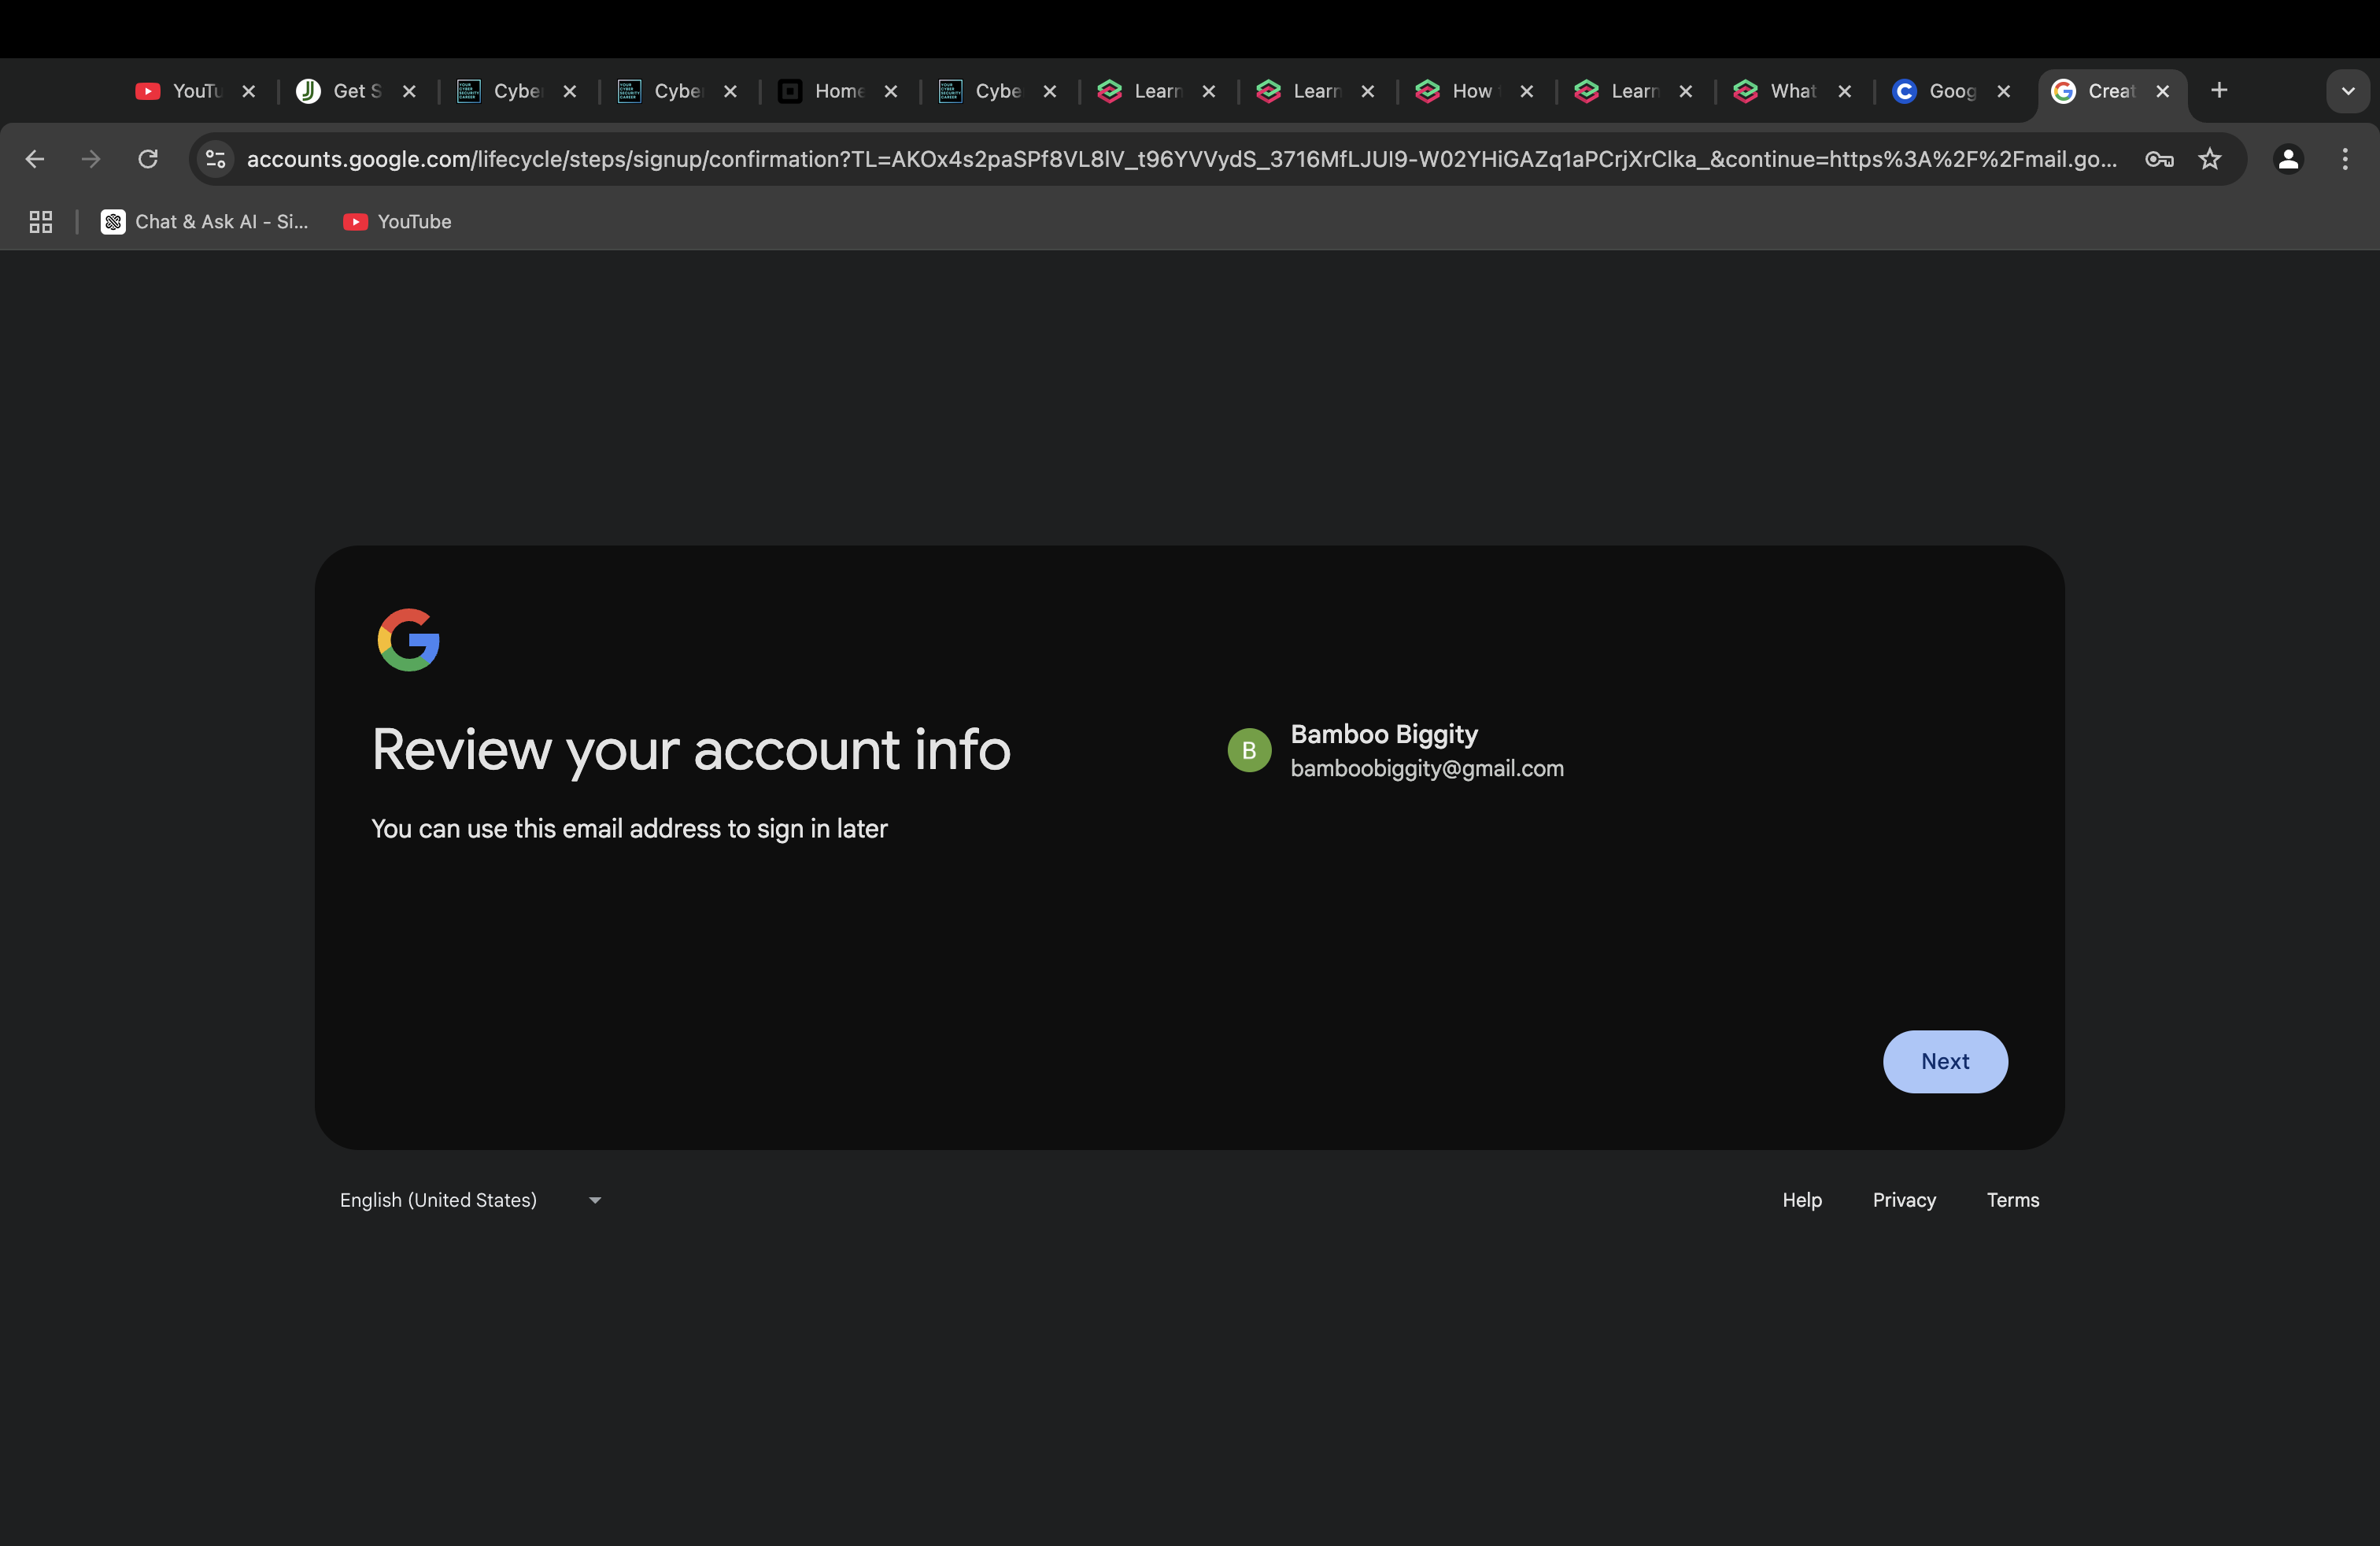 YouTu
Get S
Cybe
Cybe
Home
Cybe
Learn
Learn
How
Learn
What
Goog
Creat
accounts.google.com/lifecycle/steps/signup/confirmation?TL=AKOx4s2paSPf8VL8lV_t96YVVydS_3716MfLJUI9-W02YHiGAZq1aPCrjXrClka_&continue=https%3A%2F%2Fmail.go...
Chat & Ask AI - Si...
YouTube
Review your account info
You can use this email address to sign in later
B
Bamboo Biggity
bamboobiggity@gmail.com
Next
English (United States)
Help
Privacy
Terms